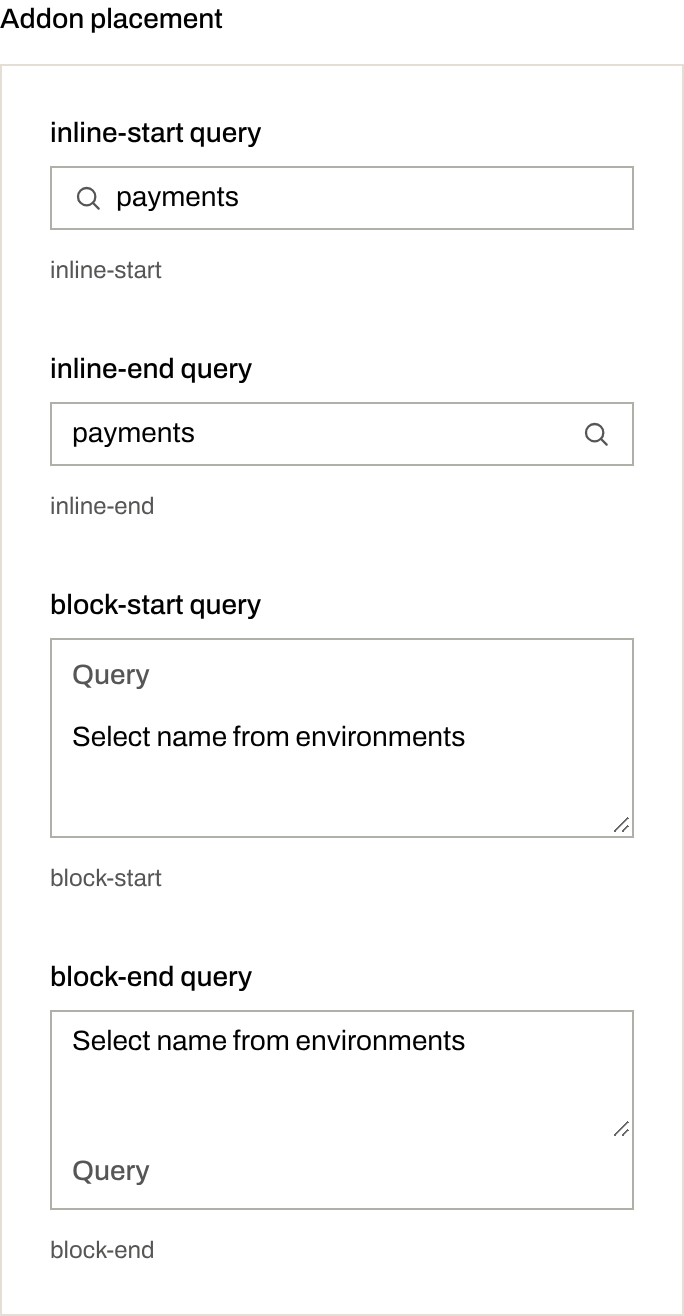 Addon placement
inline-start query
payments
inline-start
inline-end query
payments
inline-end
block-start query
Query
Select name from environments
block-start
block-end query
Select name from environments
Query
block-end